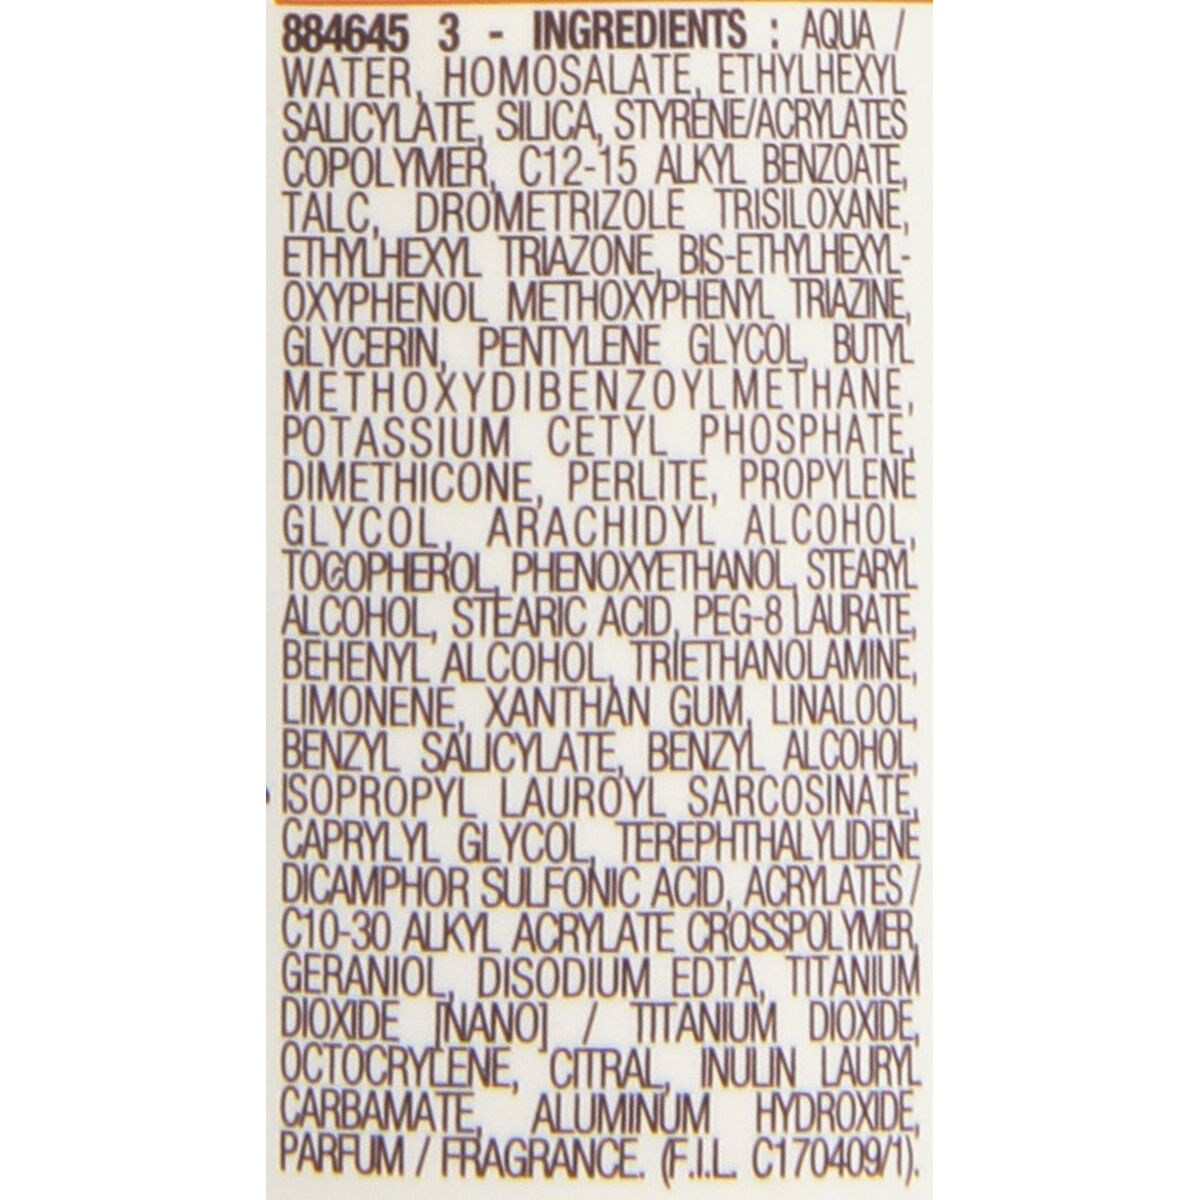 884645 3 - INGREDIENTS : AQUA /
WATER, HOMOSALATE, ETHYLHEXYL
SALICYLATE, SILICA, STYRENE/ACRYLATES
COPOLYMER, C12-15 ALKYL BENZOATE,
TALC, DROMETRIZOLE TRISILOXANE,
ETHYLHEXYL TRIAZONE, BIS-ETHYLHEXYL-
OXYPHENOL METHOXYPHENYL TRIAZINE,
GLYCERIN, PENTYLENE GLYCOL, BUTYL
METHOXYDIBENZOYLMETHANE,
POTASSIUM CETYL PHOSPHATE,
DIMETHICONE, PERLITE, PROPYLENE
GLYCOL, ARACHIDYL ALCOHOL,
TOCOPHEROL, PHENOXYETHANOL, STEARYL
ALCOHOL, STEARIC ACID, PEG-8 LAURATE,
BEHENYL ALCOHOL, TRIETHANOLAMINE,
LIMONENE, XANTHAN GUM, LINALOOL,
BENZYL SALICYLATE, BENZYL ALCOHOL,
ISOPROPYL LAUROYL SARCOSINATE,
CAPRYLYL GLYCOL, TEREPHTHALYLIDENE
DICAMPHOR SULFONIC ACID, ACRYLATES /
C10-30 ALKYL ACRYLATE CROSSPOLYMER,
GERANIOL, DISODIUM EDTA, TITANIUM
DIOXIDE [NANO] / TITANIUM DIOXIDE,
OCTOCRYLENE, CITRAL, INULIN LAURYL
CARBAMATE, ALUMINUM HYDROXIDE,
PARFUM / FRAGRANCE. (F.I.L. C170409/1).